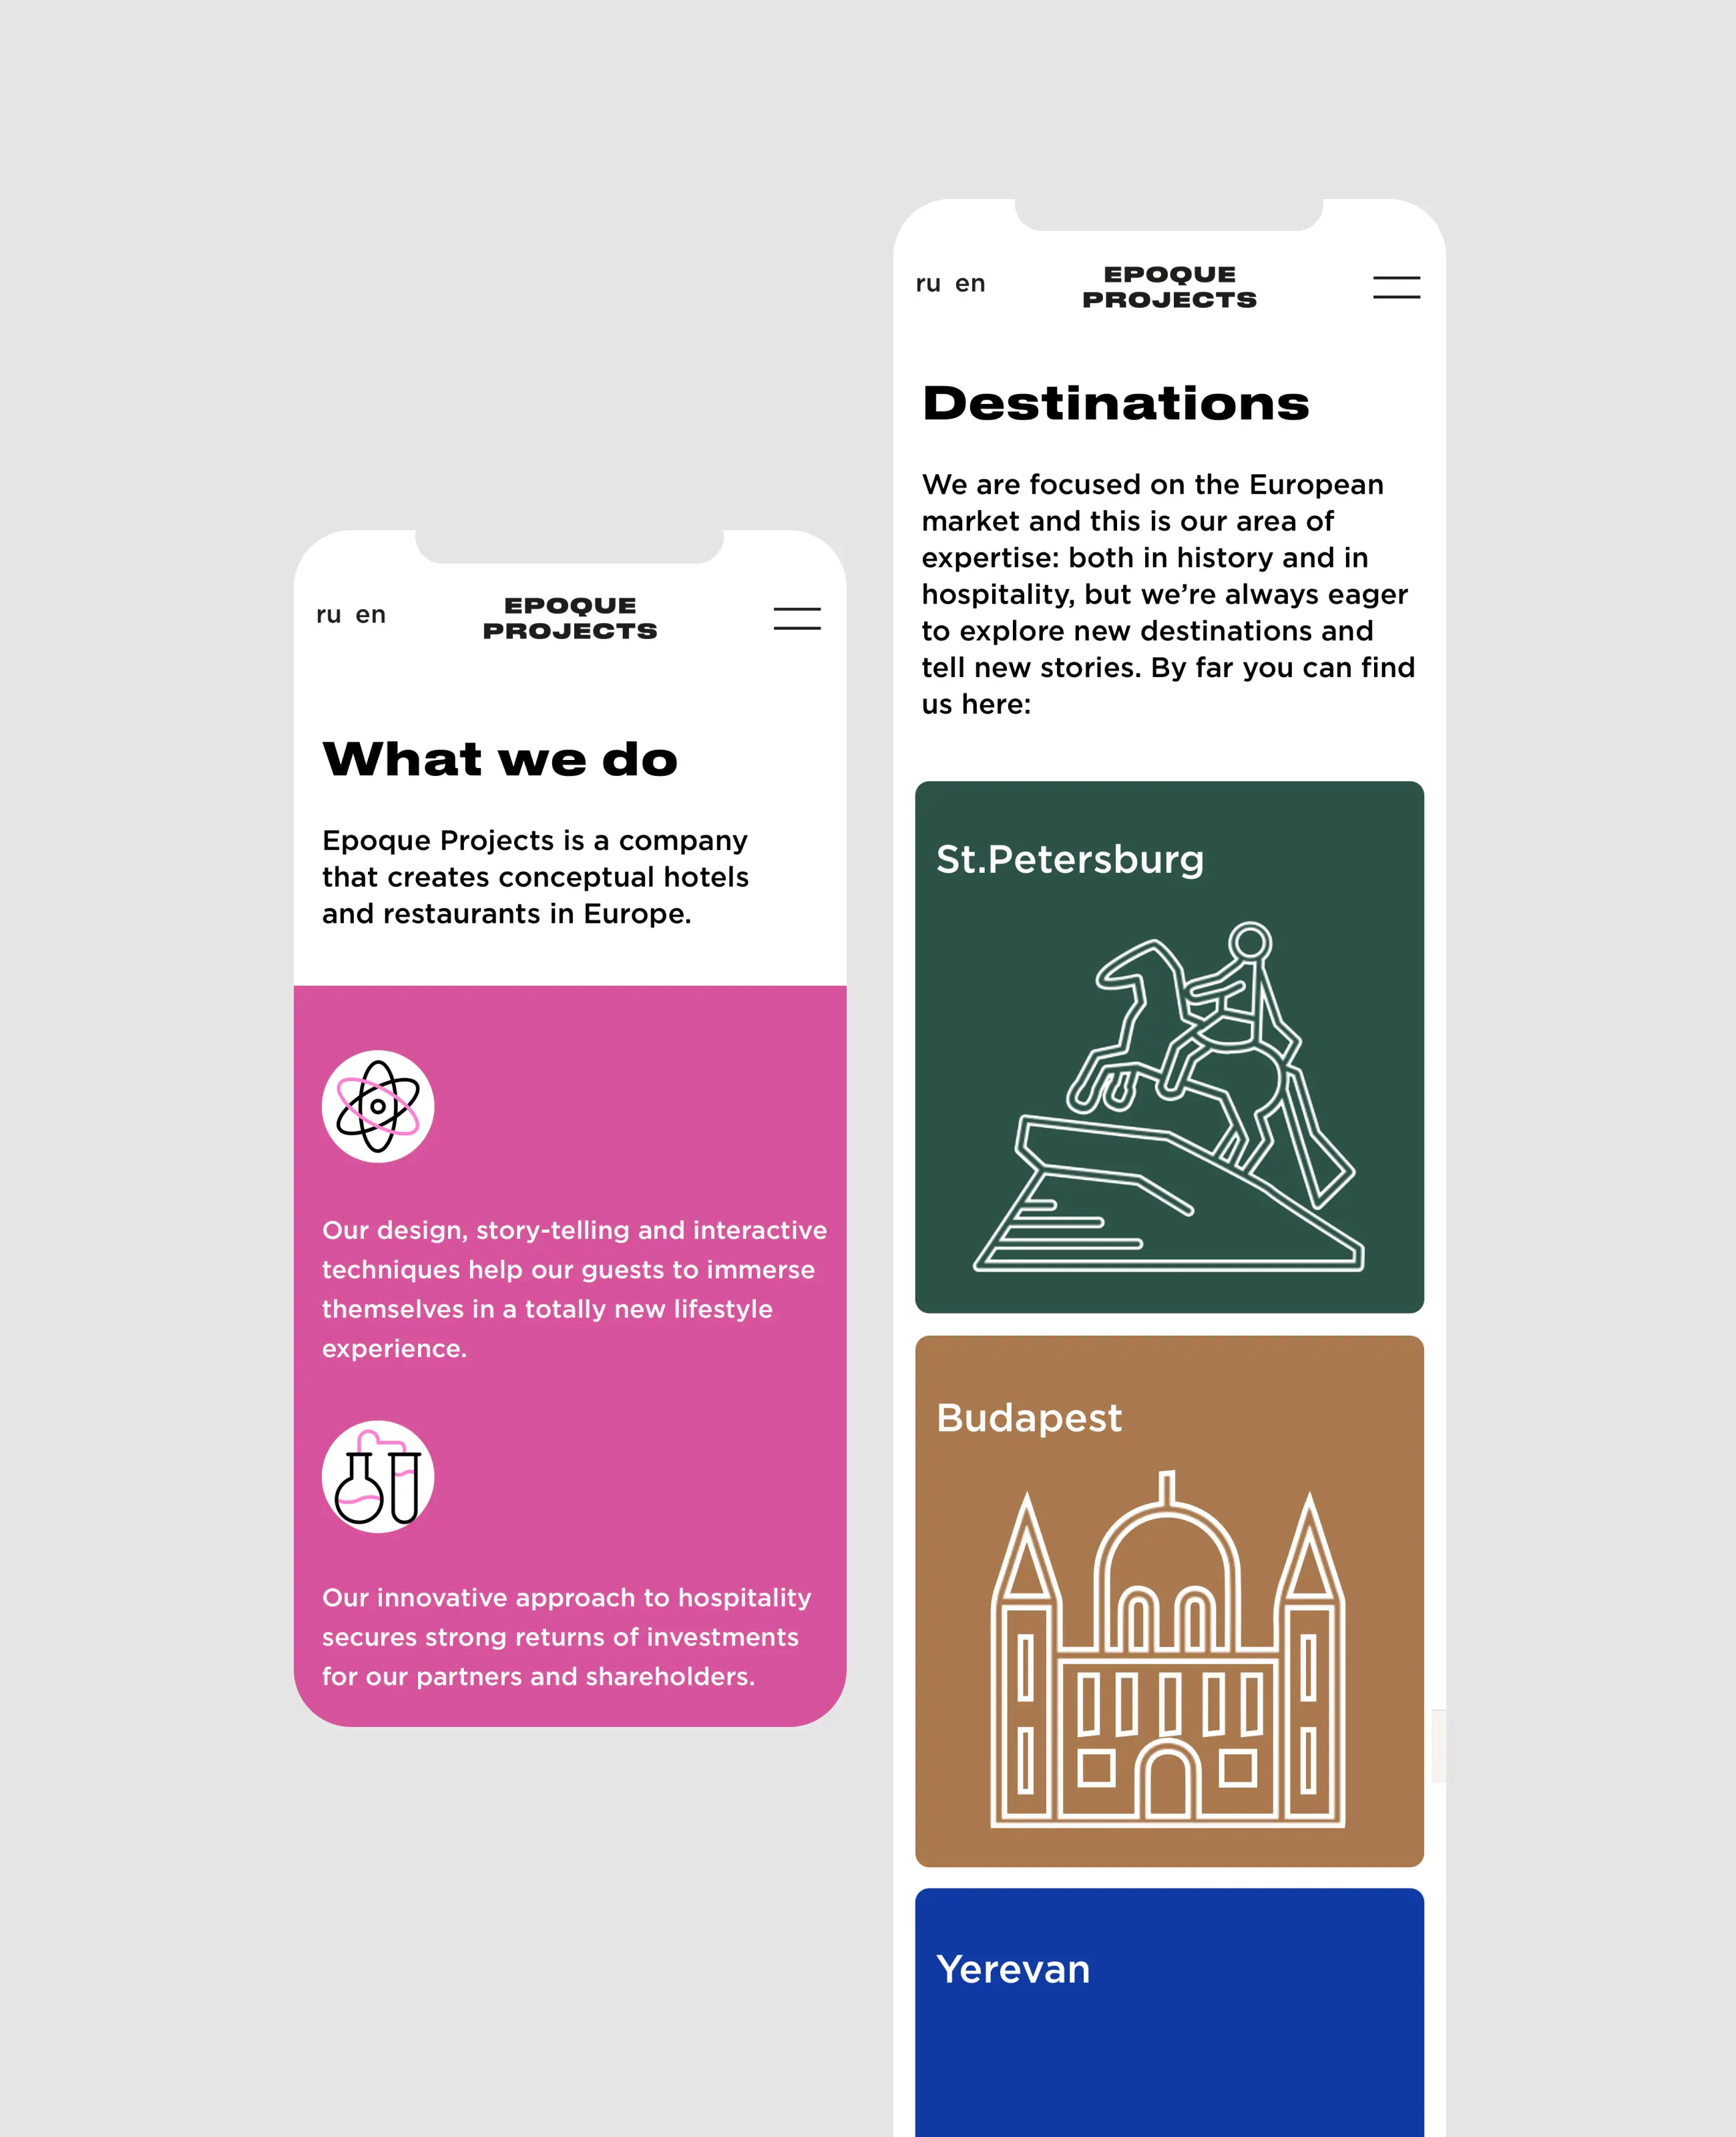 ru en
EPOQUE
PROJECTS
What we do
Epoque Projects is a company
that creates conceptual hotels
and restaurants in Europe.
Our design, story-telling and interactive
techniques help our guests to immerse
themselves in a totally new lifestyle
experience.
Our innovative approach to hospitality
secures strong returns of investments
for our partners and shareholders.
ru en
EPOQUE
PROJECTS
Destinations
We are focused on the European
market and this is our area of
expertise: both in history and in
hospitality, but we’re always eager
to explore new destinations and
tell new stories. By far you can find
us here:
St.Petersburg
Budapest
Yerevan